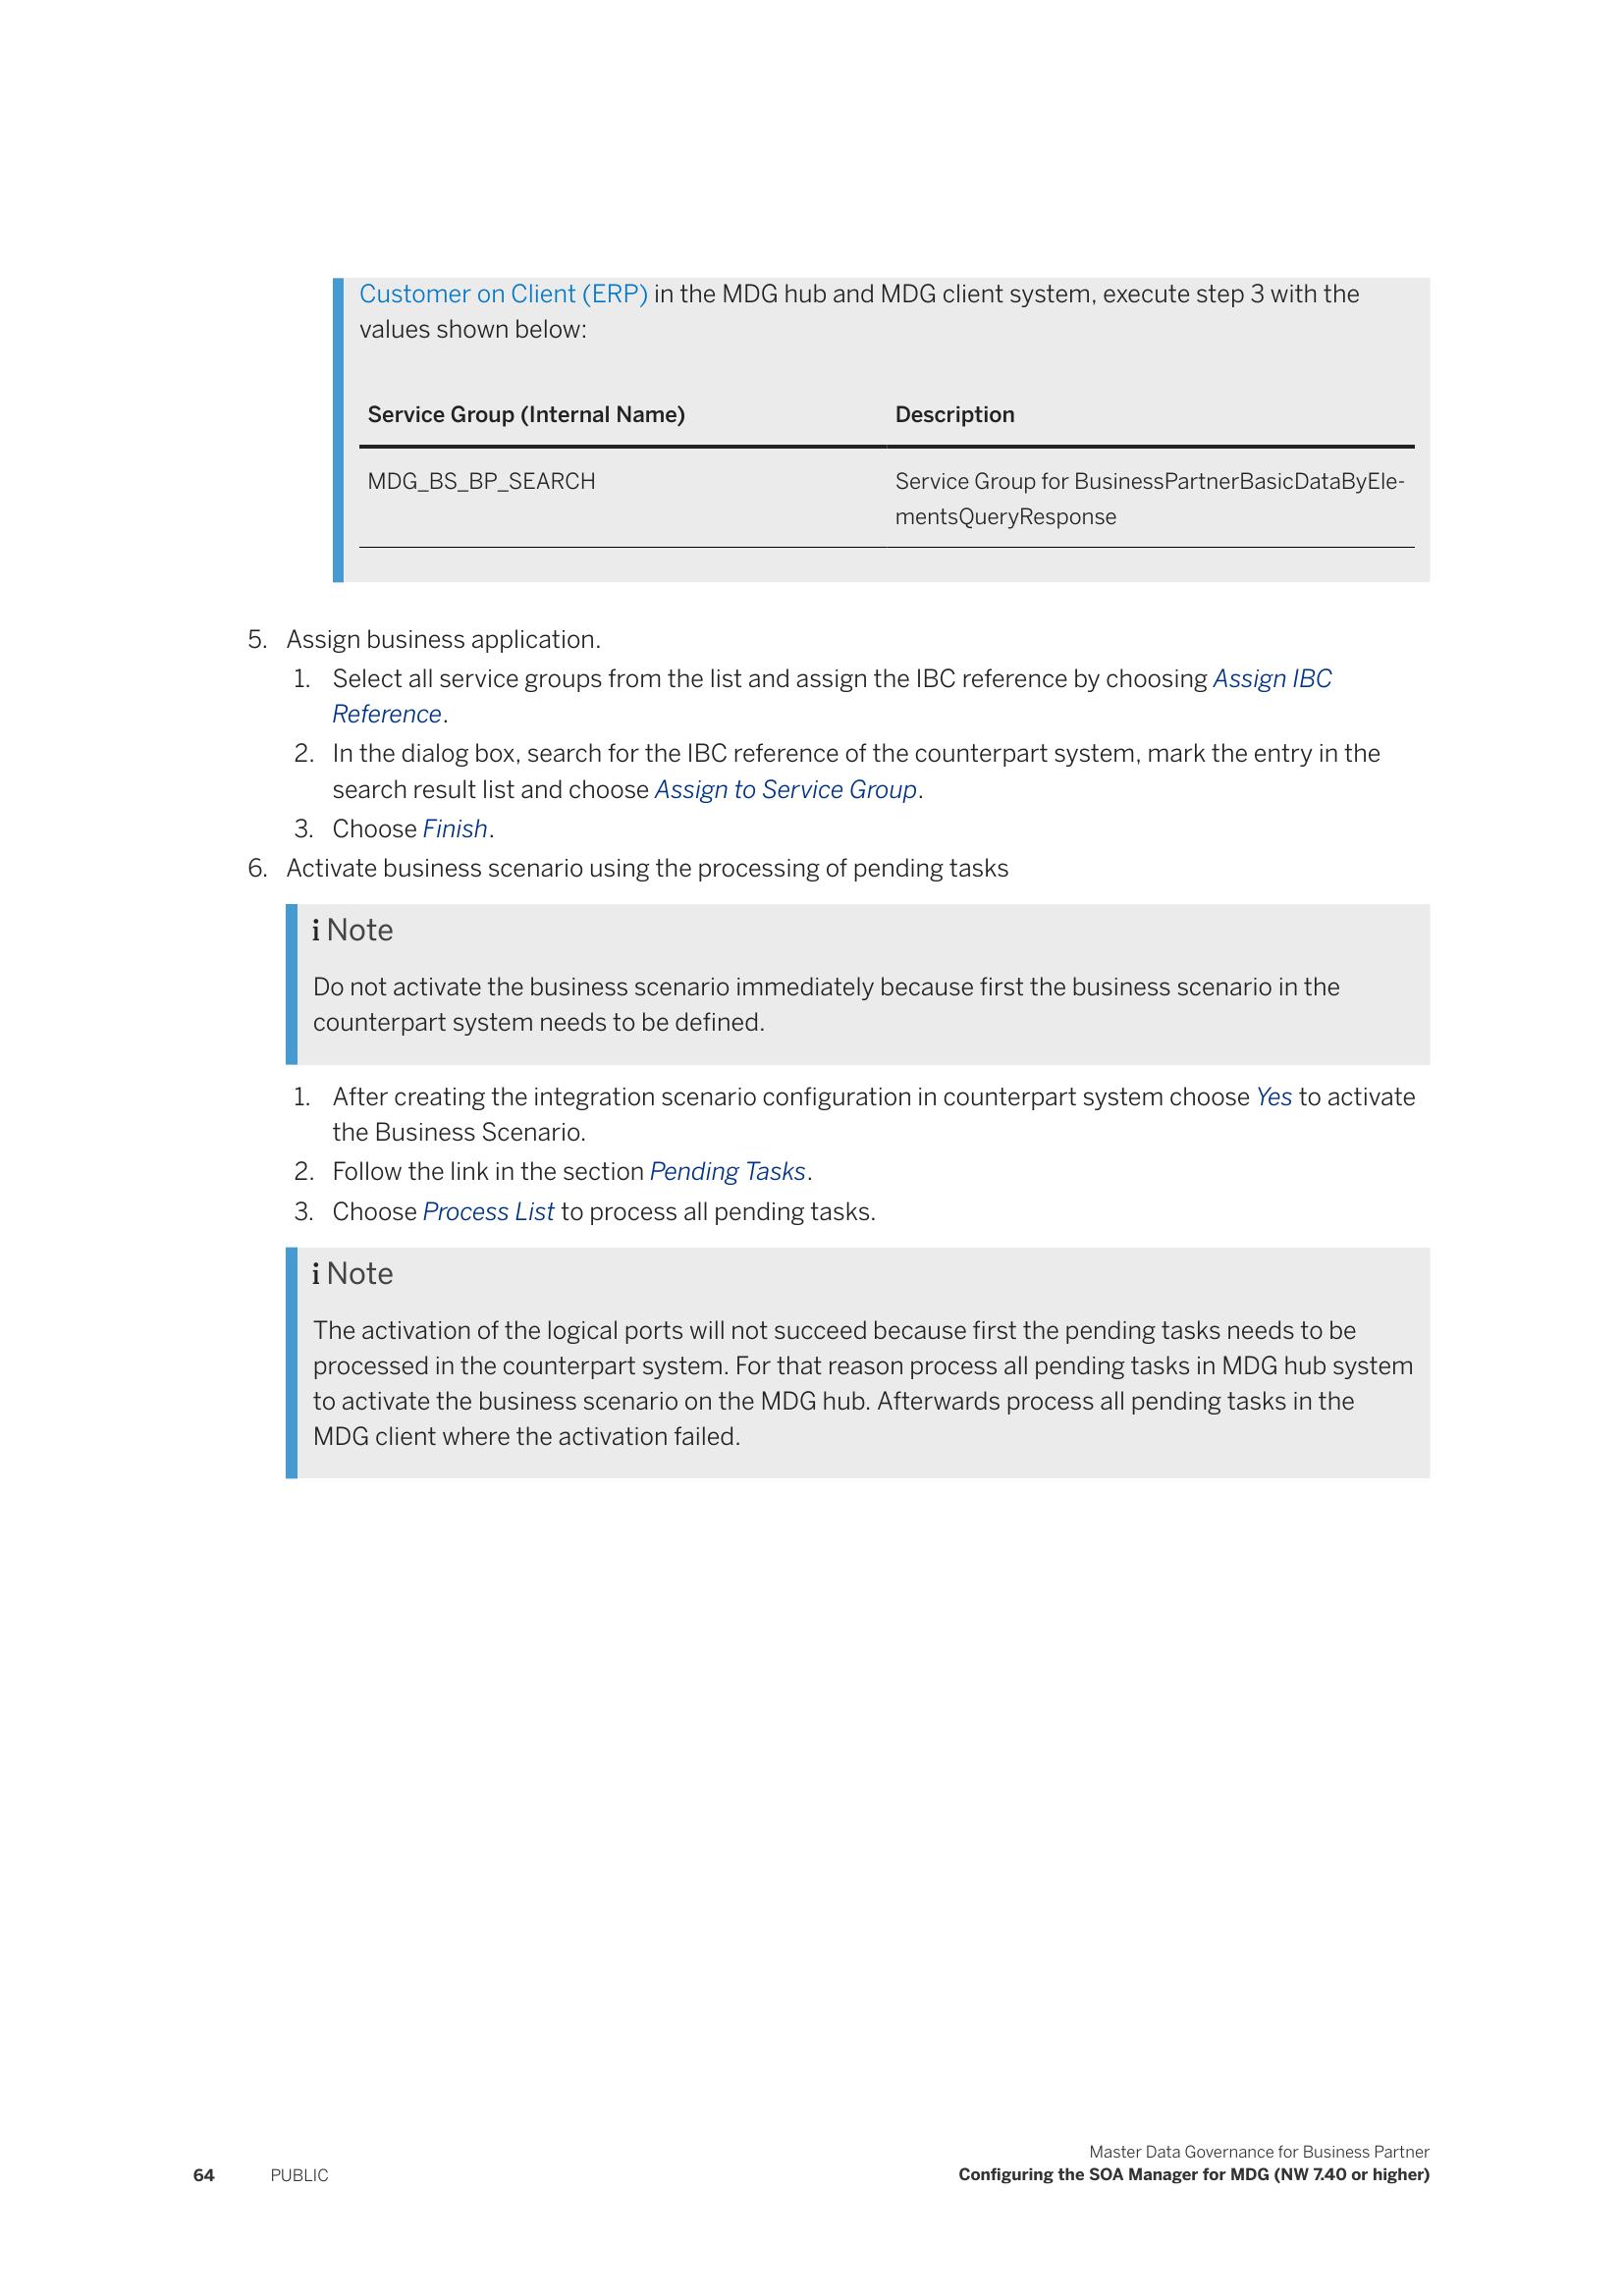 Customer on Client (ERP) in the MDG hub and MDG client system, execute step 3 with the
values shown below:
Service Group (Internal Name) Description
MDG_BS_BP_SEARCH Service Group for BusinessPartnerBasicDataByEle-
mentsQueryResponse
5. Assign business application.
1. Select all service groups from the list and assign the IBC reference by choosing Assign IBC
Reference.
2. In the dialog box, search for the IBC reference of the counterpart system, mark the entry in the
search result list and choose Assign to Service Group.
3. Choose Finish.
6. Activate business scenario using the processing of pending tasks
i Note
Do not activate the business scenario immediately because first the business scenario in the
counterpart system needs to be defined.
1. After creating the integration scenario configuration in counterpart system choose Yes to activate
the Business Scenario.
2. Follow the link in the section Pending Tasks.
3. Choose Process List to process all pending tasks.
i Note
The activation of the logical ports will not succeed because first the pending tasks needs to be
processed in the counterpart system. For that reason process all pending tasks in MDG hub system
to activate the business scenario on the MDG hub. Afterwards process all pending tasks in the
MDG client where the activation failed.
Master Data Governance for Business Partner
64 PUBLIC Configuring the SOA Manager for MDG (NW 7.40 or higher)